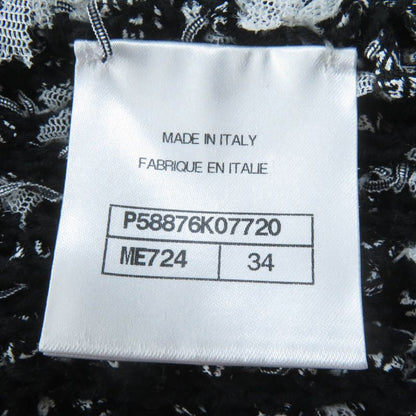 MADE IN ITALY
FABRIQUE EN ITALIE
P58876K07720
ME724 34